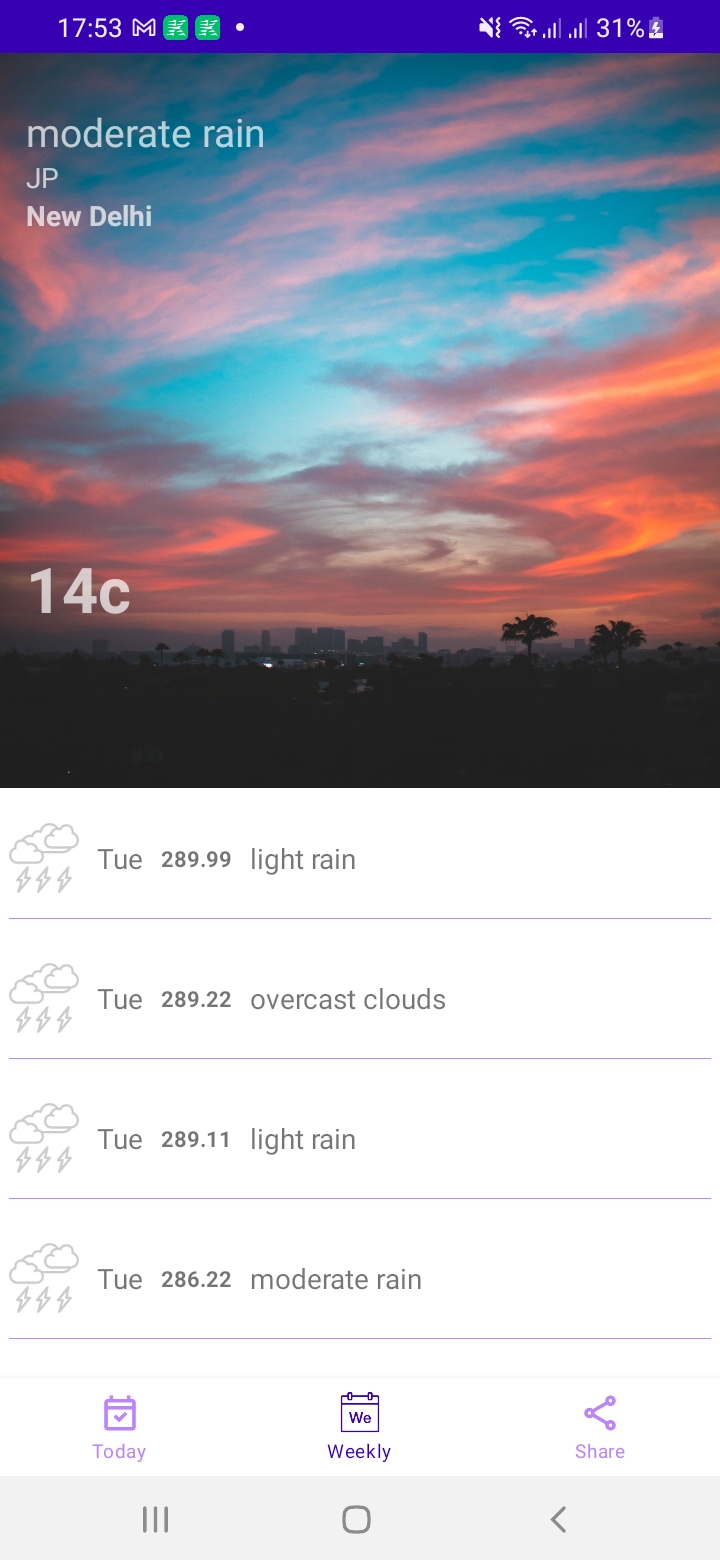 17:53 31%
moderate rain
JP
New Delhi
14c
Tue 289.99 light rain
Tue 289.22 overcast clouds
Tue 289.11 light rain
Tue 286.22 moderate rain
We
Today Weekly Share